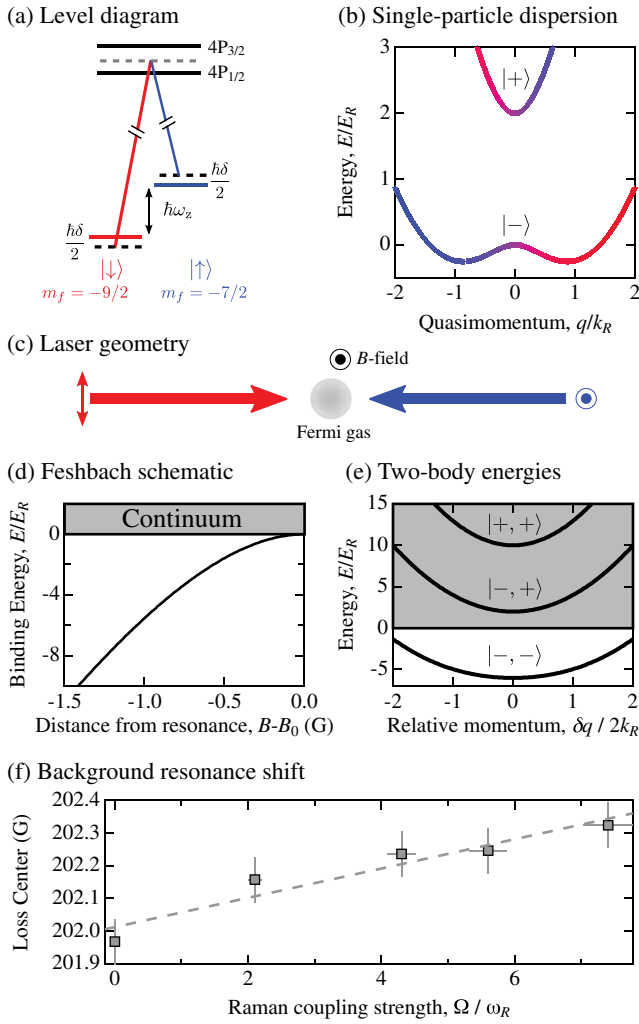 (a) Level diagram
4P3/2
4P1/2
ħδ
2
ħωz
ħδ
2
|↓⟩
|↑⟩
mf = −9/2
mf = −7/2
(b) Single-particle dispersion
3
2
1
0
Energy, E/ER
|+⟩
|−⟩
-2
-1
0
1
2
Quasimomentum, q/kR
(c) Laser geometry
B-field
Fermi gas
(d) Feshbach schematic
Continuum
0
-4
-8
Binding Energy, E/ER
-1.5
-1.0
-0.5
0.0
Distance from resonance, B-B0 (G)
(e) Two-body energies
15
10
5
0
-5
Energy, E/ER
|+, +⟩
|−, +⟩
|−, −⟩
-2
-1
0
1
2
Relative momentum, δq / 2kR
(f) Background resonance shift
202.4
202.3
202.2
202.1
202.0
201.9
Loss Center (G)
0
2
4
6
Raman coupling strength, Ω / ωR